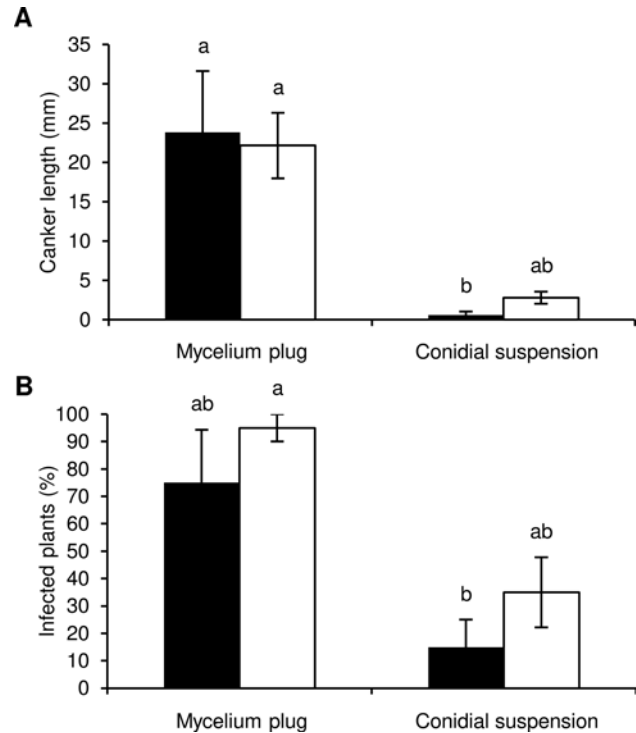 A
Canker length (mm)
35
30
25
20
15
10
5
0
a
a
b
ab
Mycelium plug
Conidial suspension
B
Infected plants (%)
100
90
80
70
60
50
40
30
20
10
0
ab
a
b
ab
Mycelium plug
Conidial suspension